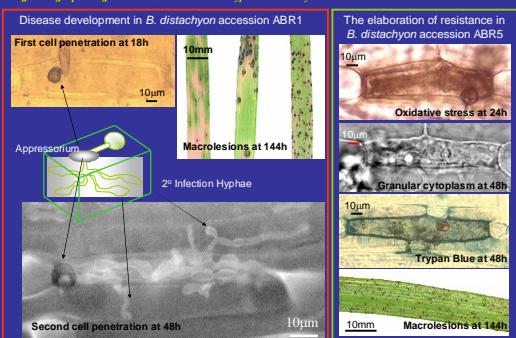 Disease development in B. distachyon accession ABR1
First cell penetration at 18h
10µm
10mm
Macrolesions at 144h
Appressorium
2° Infection Hyphae
Second cell penetration at 48h
10µm
The elaboration of resistance in
B. distachyon accession ABR5
10µm
Oxidative stress at 24h
10µm
Granular cytoplasm at 48h
10µm
Trypan Blue at 48h
10mm
Macrolesions at 144h